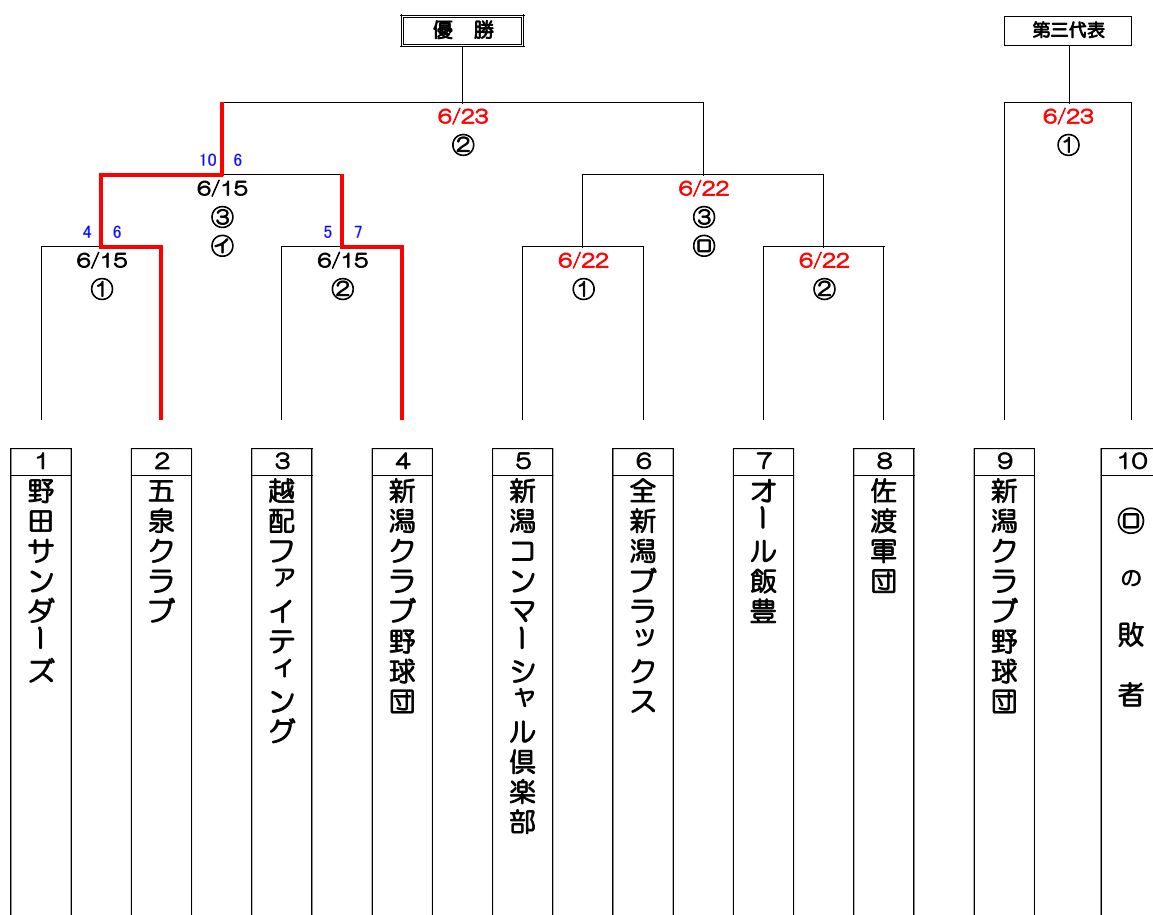 優 勝
第三代表
6/23
②
6/23
①
10 6
6/15
③
㋑
6/22
③
㋺
4 6
6/15
①
5 7
6/15
②
6/22
①
6/22
②
1
野田サンダーズ
2
五泉クラブ
3
越配ファイティング
4
新潟クラブ野球団
5
新潟コンマーシャル倶楽部
6
全新潟ブラックス
7
オール飯豊
8
佐渡軍団
9
新潟クラブ野球団
10
㋺の敗者